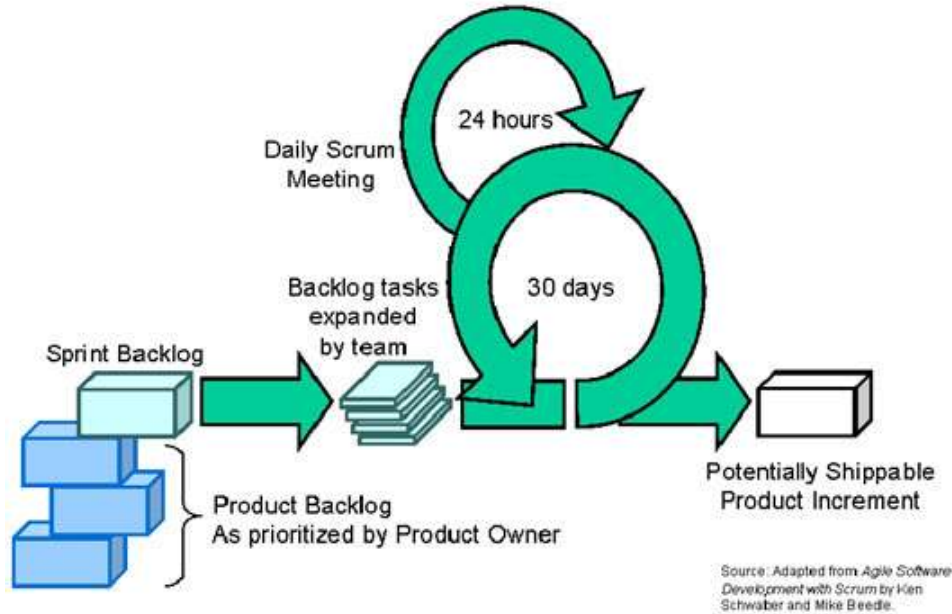 24 hours
Daily Scrum
Meeting
Backlog tasks
expanded
by team
30 days
Sprint Backlog
Potentially Shippable
Product Increment
Product Backlog
As prioritized by Product Owner
Source: Adapted from Agile Software
Development with Scrum by Ken
Schwaber and Mike Beedle.